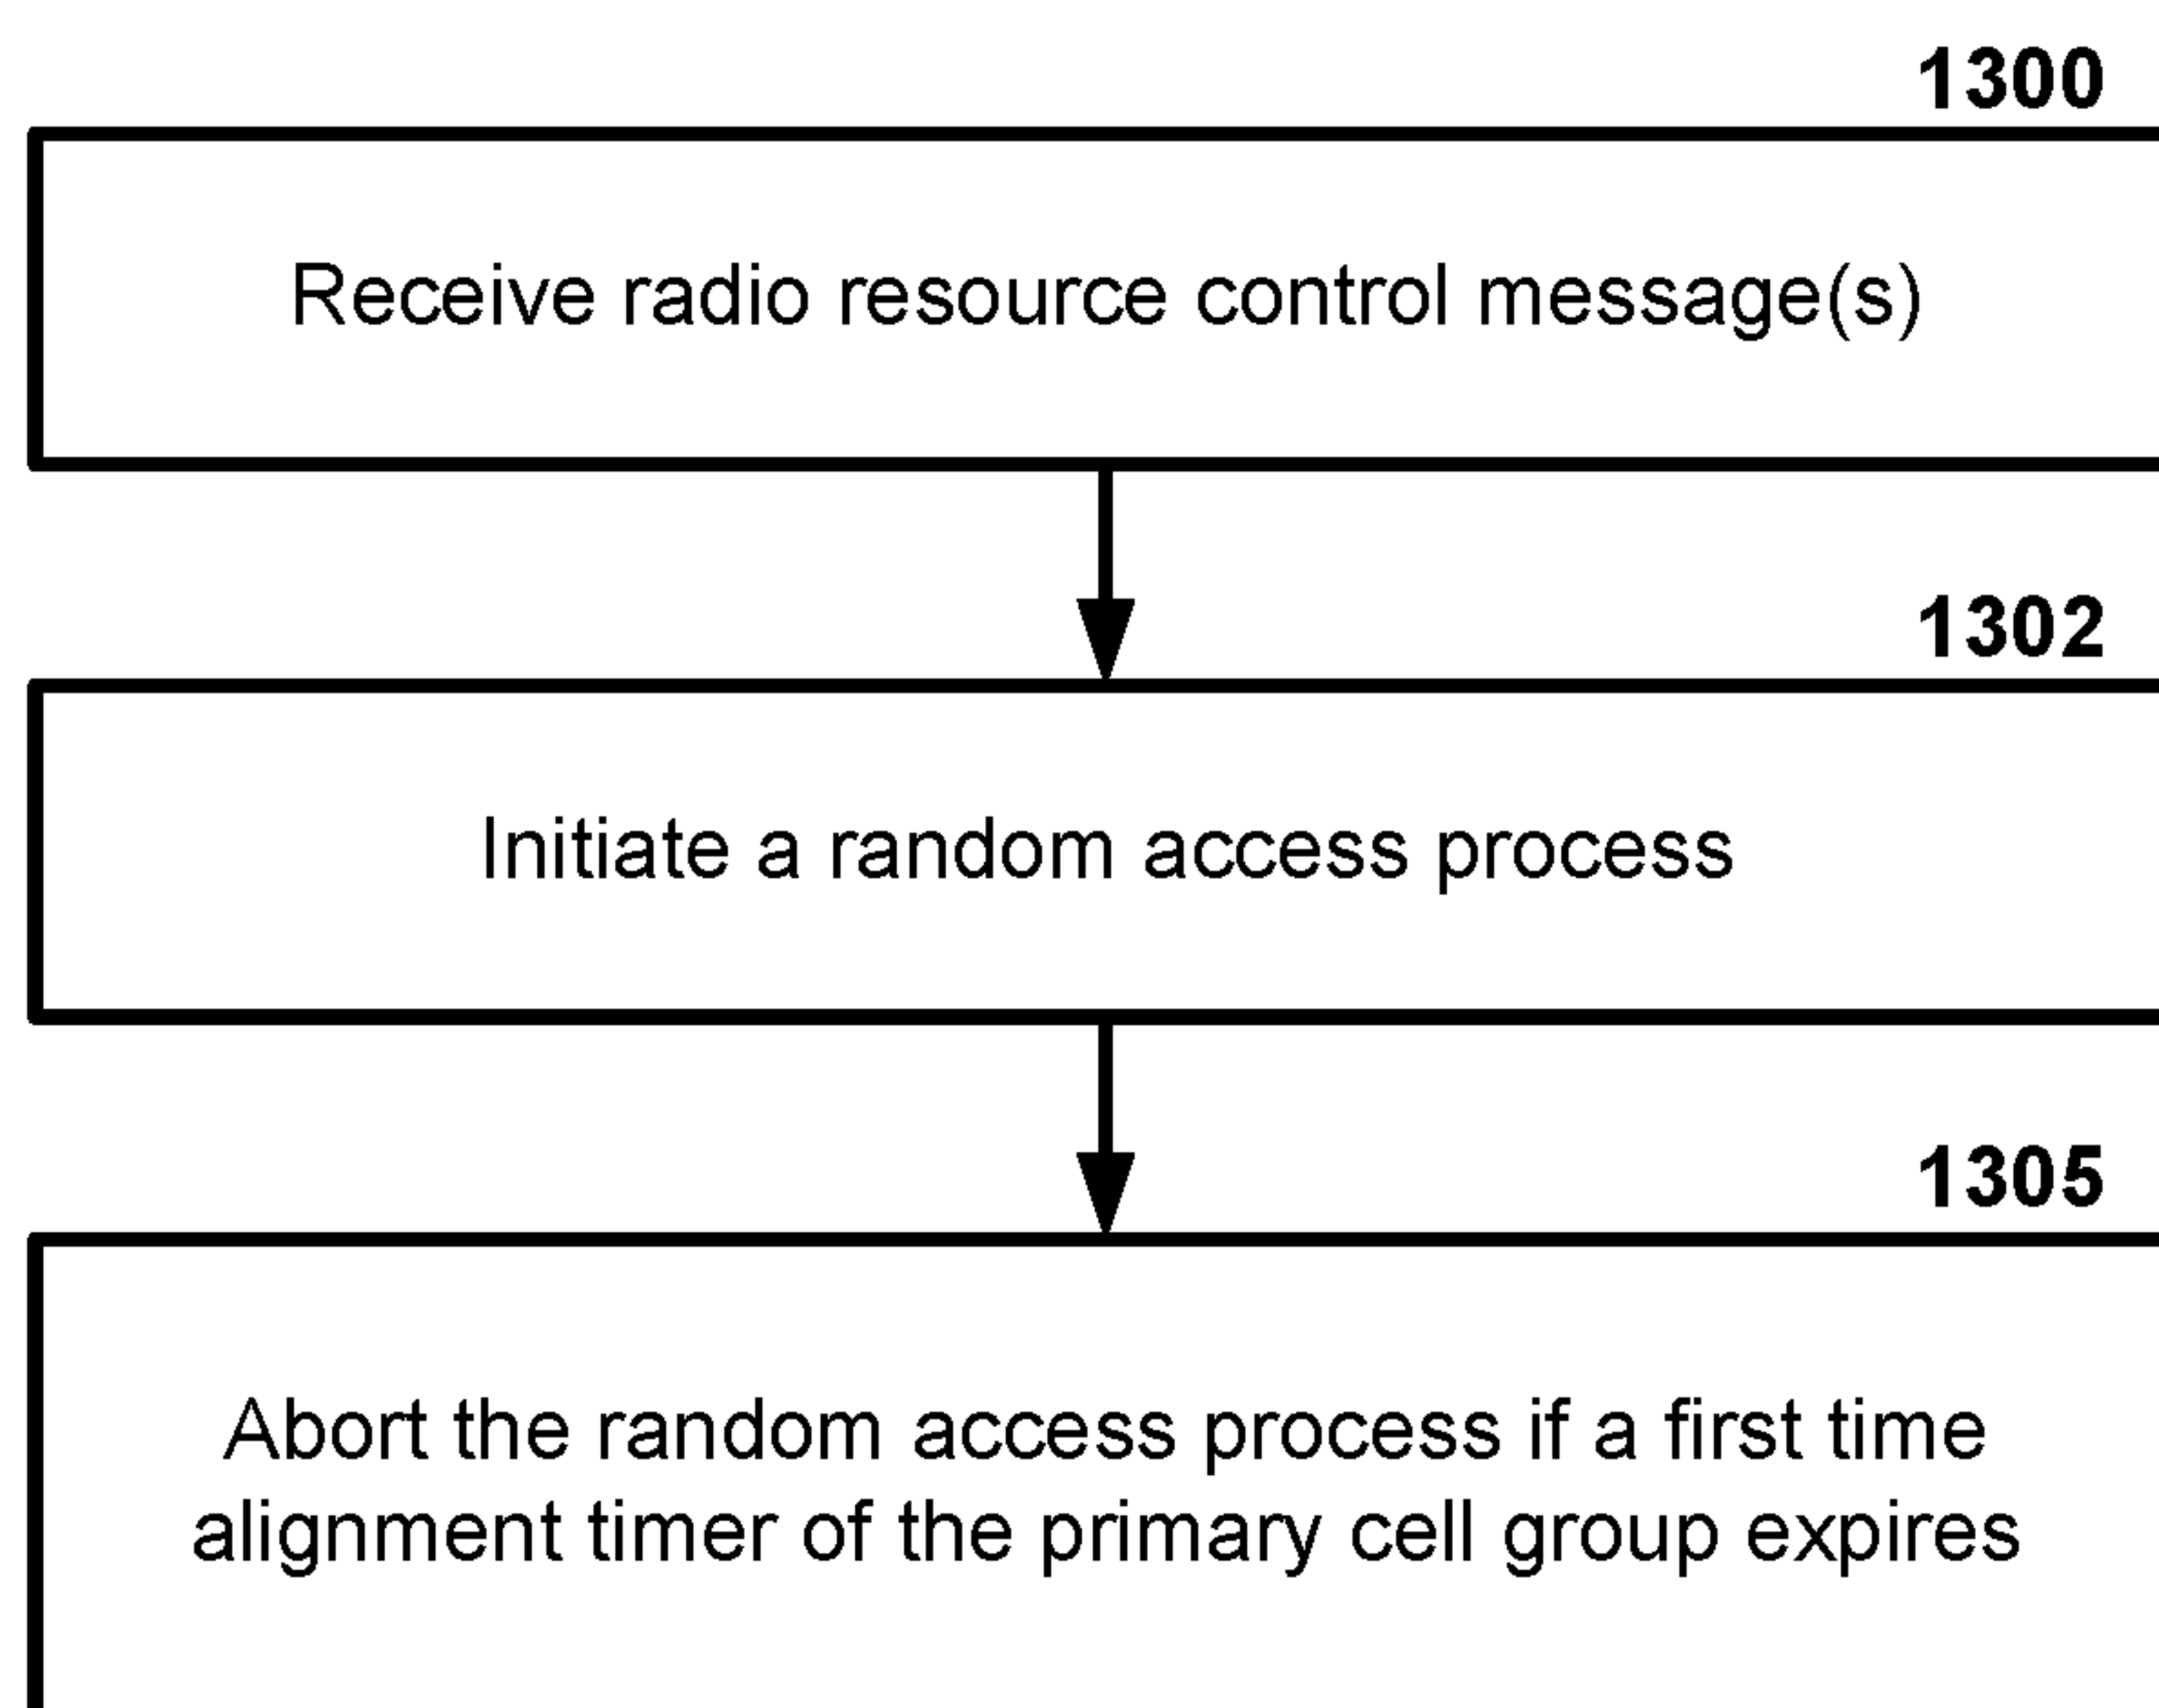 1300
Receive radio resource control message(s)
1302
Initiate a random access process
1305
Abort the random access process if a first time
alignment timer of the primary cell group expires